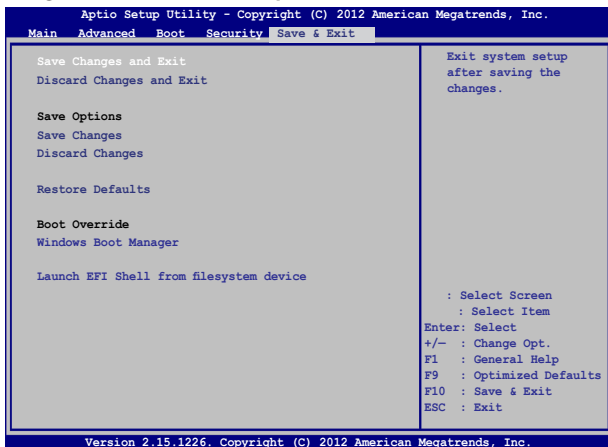 Aptio Setup Utility - Copyright (C) 2012 American Megatrends, Inc.
Main Advanced Boot Security Save & Exit
Save Changes and Exit
Discard Changes and Exit
Save Options
Save Changes
Discard Changes
Restore Defaults
Boot Override
Windows Boot Manager
Launch EFI Shell from filesystem device
Exit system setup
after saving the
changes.
: Select Screen
: Select Item
Enter: Select
+/— : Change Opt.
F1 : General Help
F9 : Optimized Defaults
F10 : Save & Exit
ESC : Exit
Version 2.15.1226. Copyright (C) 2012 American Megatrends, Inc.